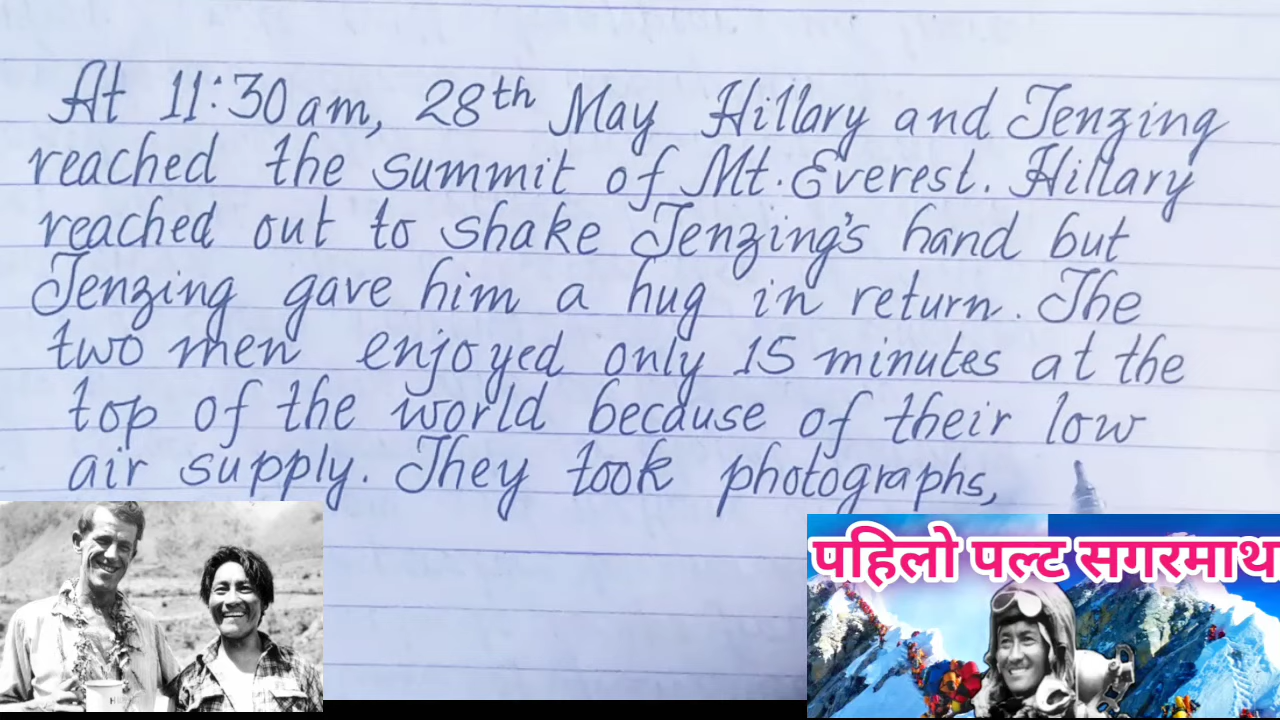 At 11:30am, 28th May Hillary and Tenzing
reached the summit of Mt. Everest. Hillary
reached out to shake Tenzing's hand but
Tenzing gave him a hug in return. The
two men enjoyed only 15 minutes at the
top of the world because of their low
air supply. They took photographs,
पहिलो पल्ट सगरमाथ